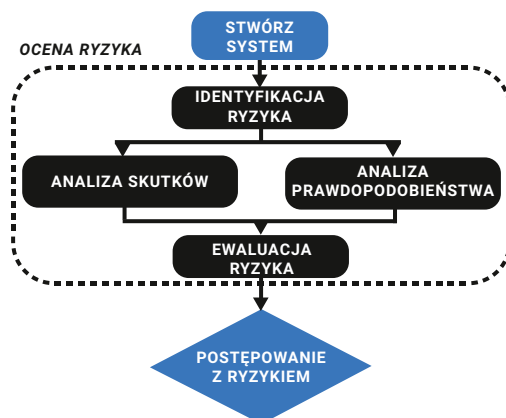 STWÓRZ
SYSTEM
OCENA RYZYKA
IDENTYFIKACJA
RYZYKA
ANALIZA SKUTKÓW
ANALIZA
PRAWDOPODOBIEŃSTWA
EWALUACJA
RYZYKA
POSTĘPOWANIE
Z RYZYKIEM